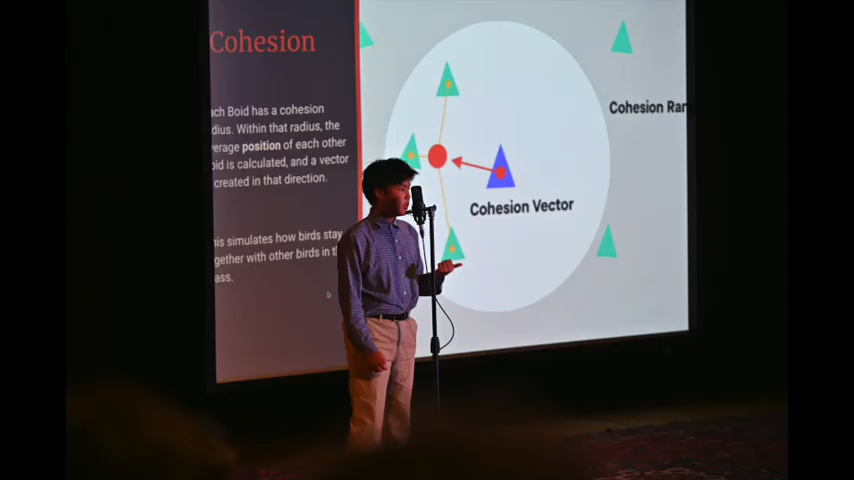 Cohesion
ch Boid has a cohesion
dius. Within that radius, the
verage position of each other
oid is calculated, and a vector
created in that direction.
his simulates how birds stay
gether with other birds in th
ass.
Cohesion Ran
Cohesion Vector